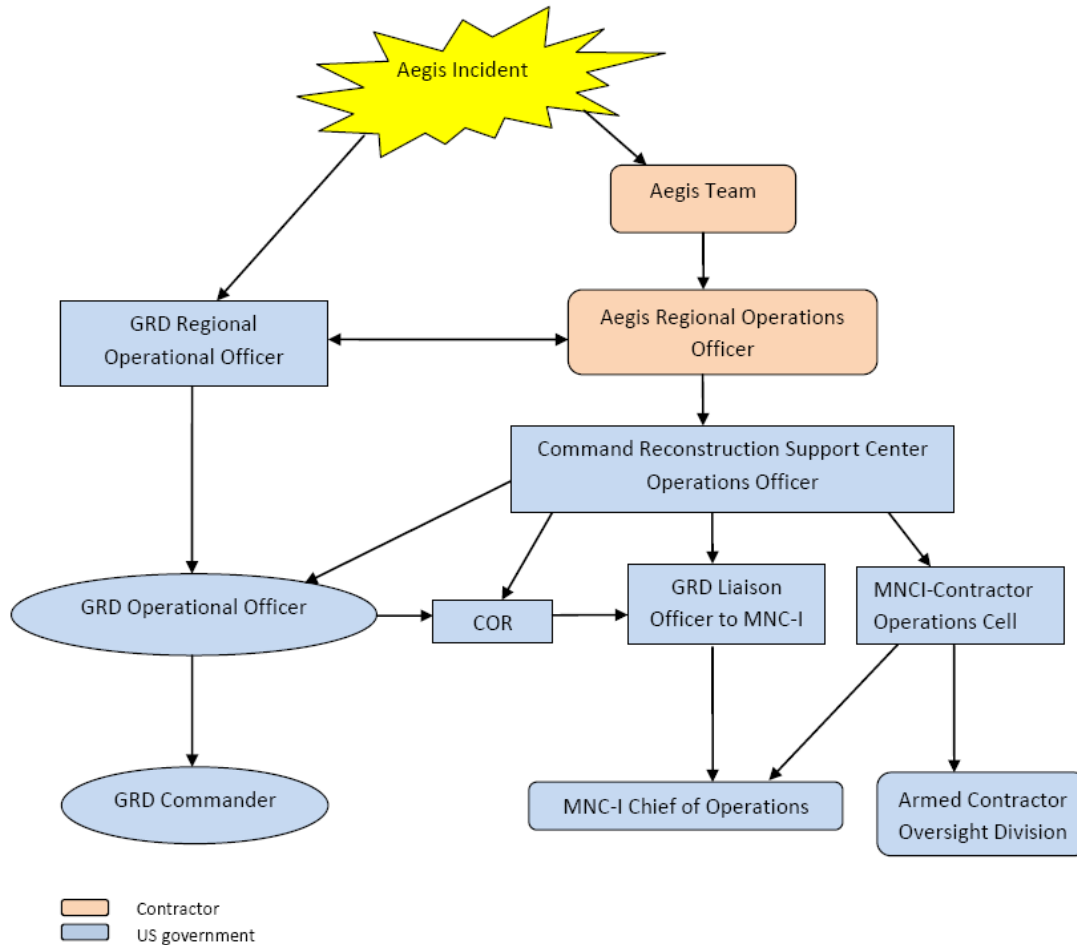 Aegis Incident
Aegis Team
GRD Regional
Operational Officer
Aegis Regional Operations
Officer
Command Reconstruction Support Center
Operations Officer
GRD Operational Officer
COR
GRD Liaison
Officer to MNC-I
MNCI-Contractor
Operations Cell
GRD Commander
MNC-I Chief of Operations
Armed Contractor
Oversight Division
Contractor
US government